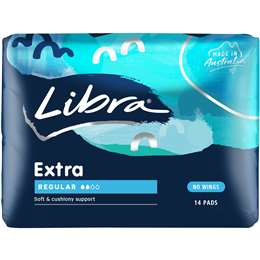 MADE IN
Australia
Libra®
Extra
REGULAR
NO WINGS
Soft & cushiony support
14 PADS